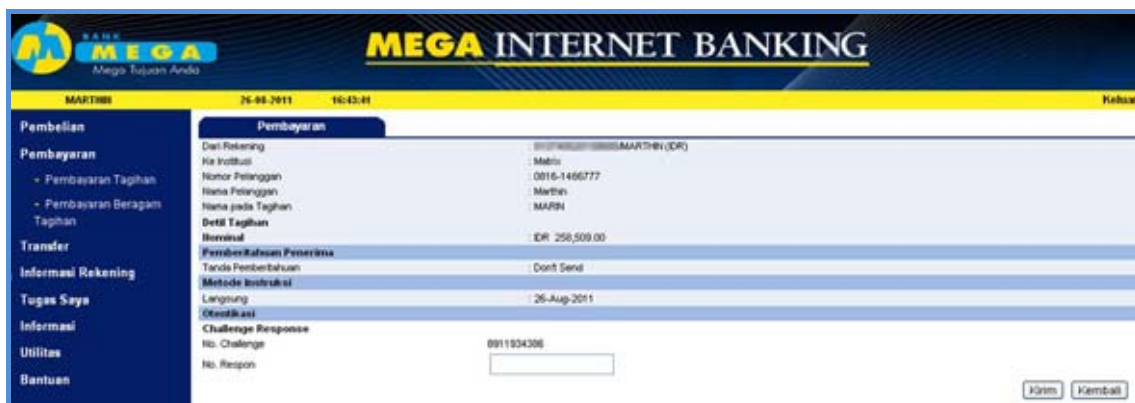 BANK
MEGA
Mega Tujuan Anda
MEGA INTERNET BANKING
MARTHIN 26-08-2011 16:43:41 Keluar
Pembelian
Pembayaran
- Pembayaran Tagihan
- Pembayaran Beragam
Tagihan
Transfer
Informasi Rekening
Tugas Saya
Informasi
Utilitas
Bantuan
Pembayaran
Dari Rekening : /MARTHIN (IDR)
Ke Institusi : Matrix
Nomor Pelanggan : 0816-1466777
Nama Pelanggan : Marthin
Nama pada Tagihan : MARIN
Detil Tagihan
Nominal : IDR 258,509.00
Pemberitahuan Penerima
Tanda Pemberitahuan : Don't Send
Metode Instruksi
Langsung : 26-Aug-2011
Otentikasi
Challenge Response
No. Challenge 8911934386
No. Respon
Kirim Kembali